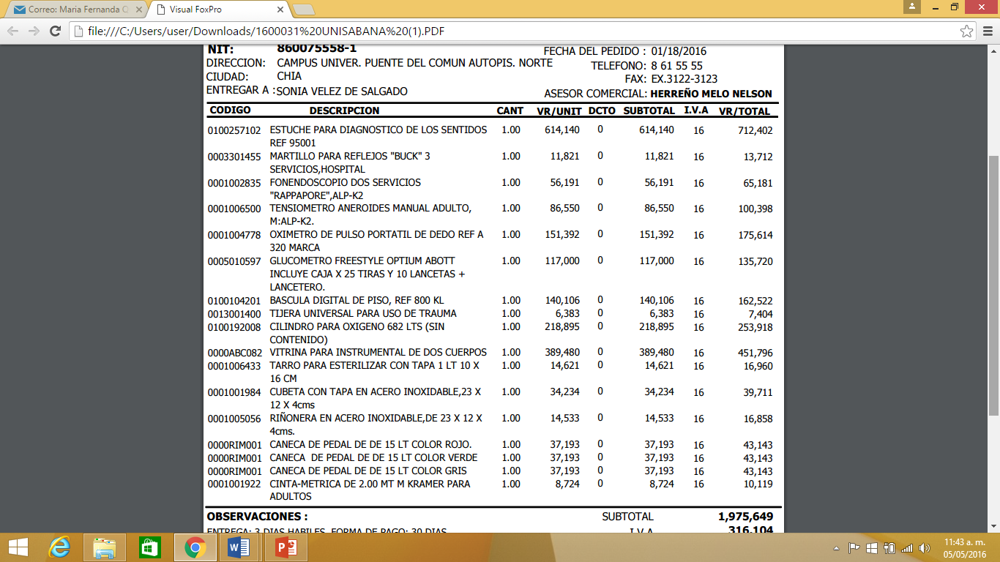 Correo: Maria Fernanda Q
Visual FoxPro
file:///C:/Users/user/Downloads/1600031%20UNISABANA%20(1).PDF
NIT: 860075558-1 FECHA DEL PEDIDO : 01/18/2016
DIRECCION: CAMPUS UNIVER. PUENTE DEL COMUN AUTOPIS. NORTE TELEFONO: 8 61 55 55
CIUDAD: CHIA FAX: EX.3122-3123
ENTREGAR A : SONIA VELEZ DE SALGADO ASESOR COMERCIAL: HERREÑO MELO NELSON
CODIGO DESCRIPCION CANT VR/UNIT DCTO SUBTOTAL I.V.A VR/TOTAL
0100257102 ESTUCHE PARA DIAGNOSTICO DE LOS SENTIDOS 1.00 614,140 0 614,140 16 712,402
REF 95001
0003301455 MARTILLO PARA REFLEJOS "BUCK" 3 1.00 11,821 0 11,821 16 13,712
SERVICIOS,HOSPITAL
0001002835 FONENDOSCOPIO DOS SERVICIOS 1.00 56,191 0 56,191 16 65,181
"RAPPAPORE",ALP-K2
0001006500 TENSIOMETRO ANEROIDES MANUAL ADULTO, 1.00 86,550 0 86,550 16 100,398
M:ALP-K2.
0001004778 OXIMETRO DE PULSO PORTATIL DE DEDO REF A 1.00 151,392 0 151,392 16 175,614
320 MARCA
0005010597 GLUCOMETRO FREESTYLE OPTIUM ABOTT 1.00 117,000 0 117,000 16 135,720
INCLUYE CAJA X 25 TIRAS Y 10 LANCETAS +
LANCETERO.
0100104201 BASCULA DIGITAL DE PISO, REF 800 KL 1.00 140,106 0 140,106 16 162,522
0013001400 TIJERA UNIVERSAL PARA USO DE TRAUMA 1.00 6,383 0 6,383 16 7,404
0100192008 CILINDRO PARA OXIGENO 682 LTS (SIN 1.00 218,895 0 218,895 16 253,918
CONTENIDO)
0000ABC082 VITRINA PARA INSTRUMENTAL DE DOS CUERPOS 1.00 389,480 0 389,480 16 451,796
0001006433 TARRO PARA ESTERILIZAR CON TAPA 1 LT 10 X 1.00 14,621 0 14,621 16 16,960
16 CM
0001001984 CUBETA CON TAPA EN ACERO INOXIDABLE,23 X 1.00 34,234 0 34,234 16 39,711
12 X 4cms
0001005056 RIÑONERA EN ACERO INOXIDABLE,DE 23 X 12 X 1.00 14,533 0 14,533 16 16,858
4cms.
0000RIM001 CANECA DE PEDAL DE DE 15 LT COLOR ROJO. 1.00 37,193 0 37,193 16 43,143
0000RIM001 CANECA DE PEDAL DE DE 15 LT COLOR VERDE 1.00 37,193 0 37,193 16 43,143
0000RIM001 CANECA DE PEDAL DE DE 15 LT COLOR GRIS 1.00 37,193 0 37,193 16 43,143
0001001922 CINTA-METRICA DE 2.00 MT M KRAMER PARA 1.00 8,724 0 8,724 16 10,119
ADULTOS
OBSERVACIONES : SUBTOTAL 1,975,649
ENTREGA: 3 DIAS HABILES. FORMA DE PAGO: 30 DIAS I.V.A 316,104
11:43 a. m.
05/05/2016